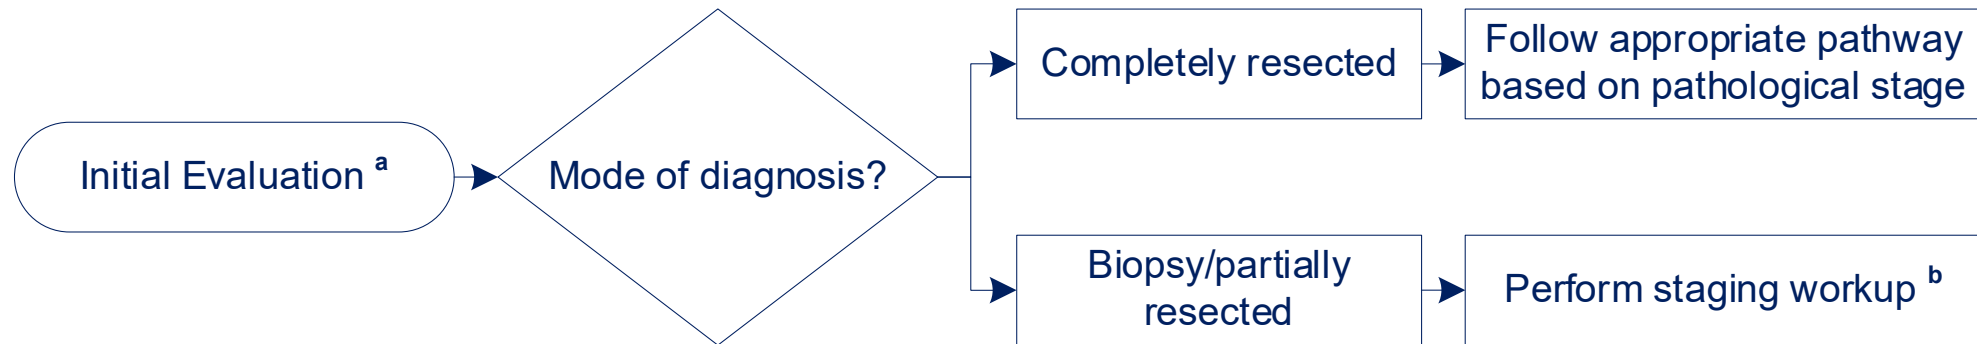 Initial Evaluation a
Mode of diagnosis?
Completely resected
Follow appropriate pathway
based on pathological stage
Biopsy/partially
resected
Perform staging workup b